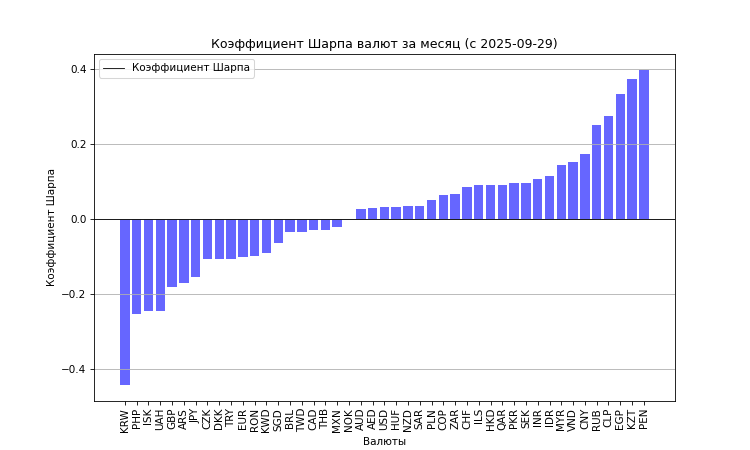 Коэффициент Шарпа валют за месяц (с 2025-09-29)
Коэффициент Шарпа
0.4
0.2
0.0
−0.2
−0.4
Коэффициент Шарпа
KRW
PHP
ISK
UAH
GBP
ARS
JPY
CZK
DKK
TRY
EUR
RON
KWD
SGD
BRL
TWD
CAD
THB
MXN
NOK
AUD
AED
USD
HUF
NZD
SAR
PLN
COP
ZAR
CHF
ILS
HKD
QAR
PKR
SEK
INR
IDR
MYR
VND
CNY
RUB
CLP
EGP
KZT
PEN
Валюты